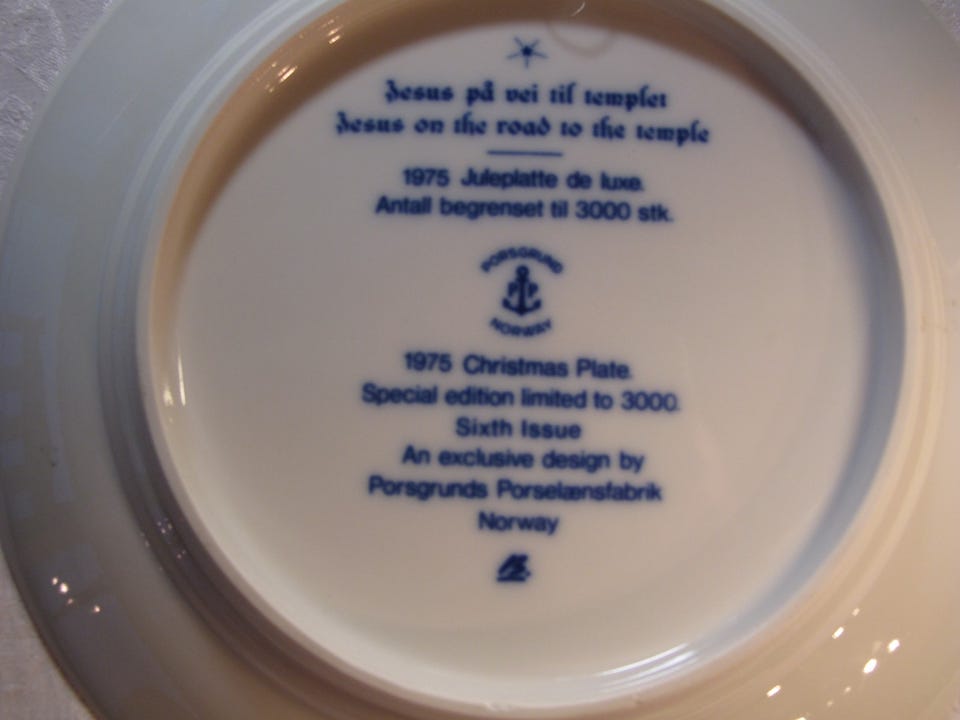 Jesus på vei til templet
Jesus on the road to the temple
1975 Juleplatte de luxe.
Antall begrenset til 3000 stk.
PORSGRUND
P P
NORWAY
1975 Christmas Plate.
Special edition limited to 3000.
Sixth Issue
An exclusive design by
Porsgrunds Porselænsfabrik
Norway